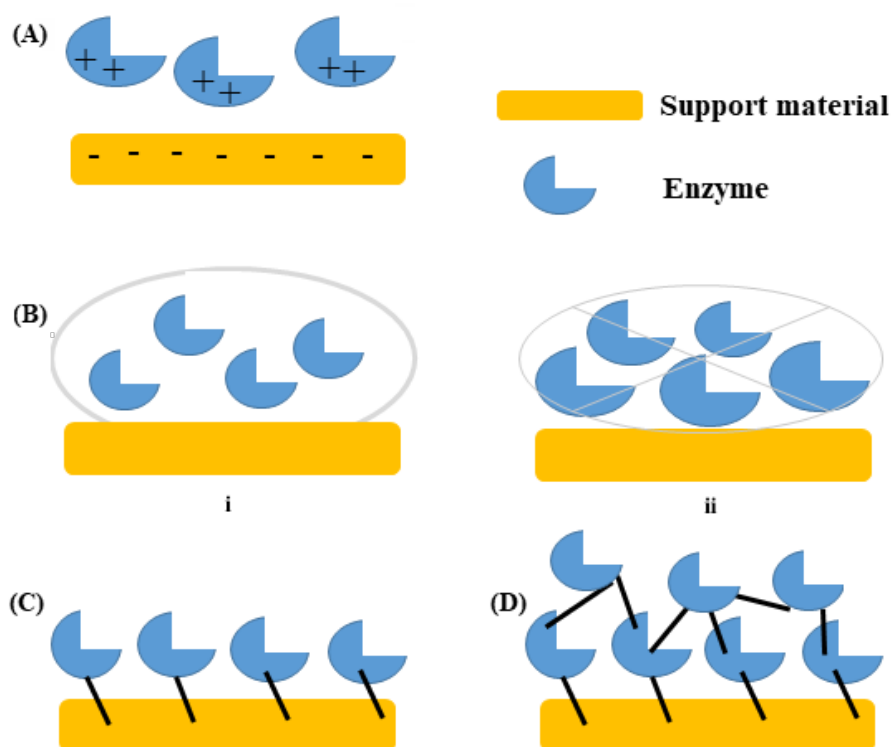 (A)
+ + + + + +
- - - - - - -
Support material
Enzyme
(B)
i
ii
(C)
(D)